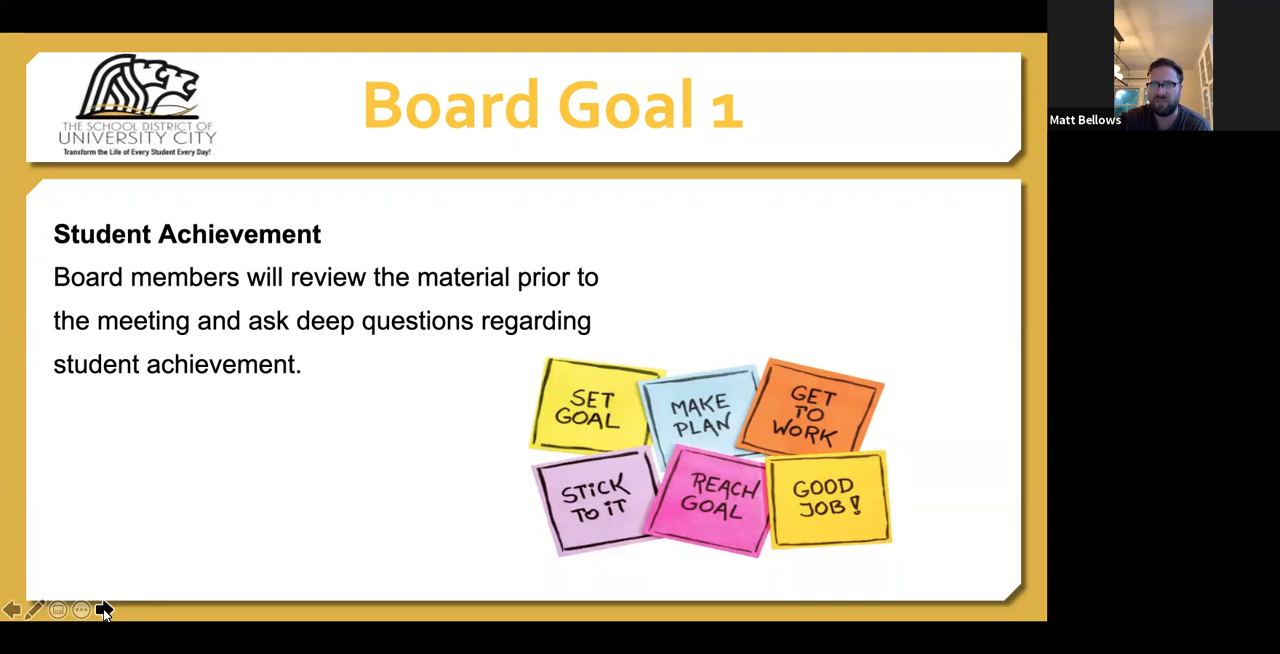 Board Goal 1
THE SCHOOL DISTRICT OF
UNIVERSITY CITY
Transform the Life of Every Student Every Day!
Matt Bellows
Student Achievement
Board members will review the material prior to
the meeting and ask deep questions regarding
student achievement.
SET
GOAL
MAKE
PLAN
GET
TO
WORK
STICK
TO IT
REACH
GOAL
GOOD
JOB!